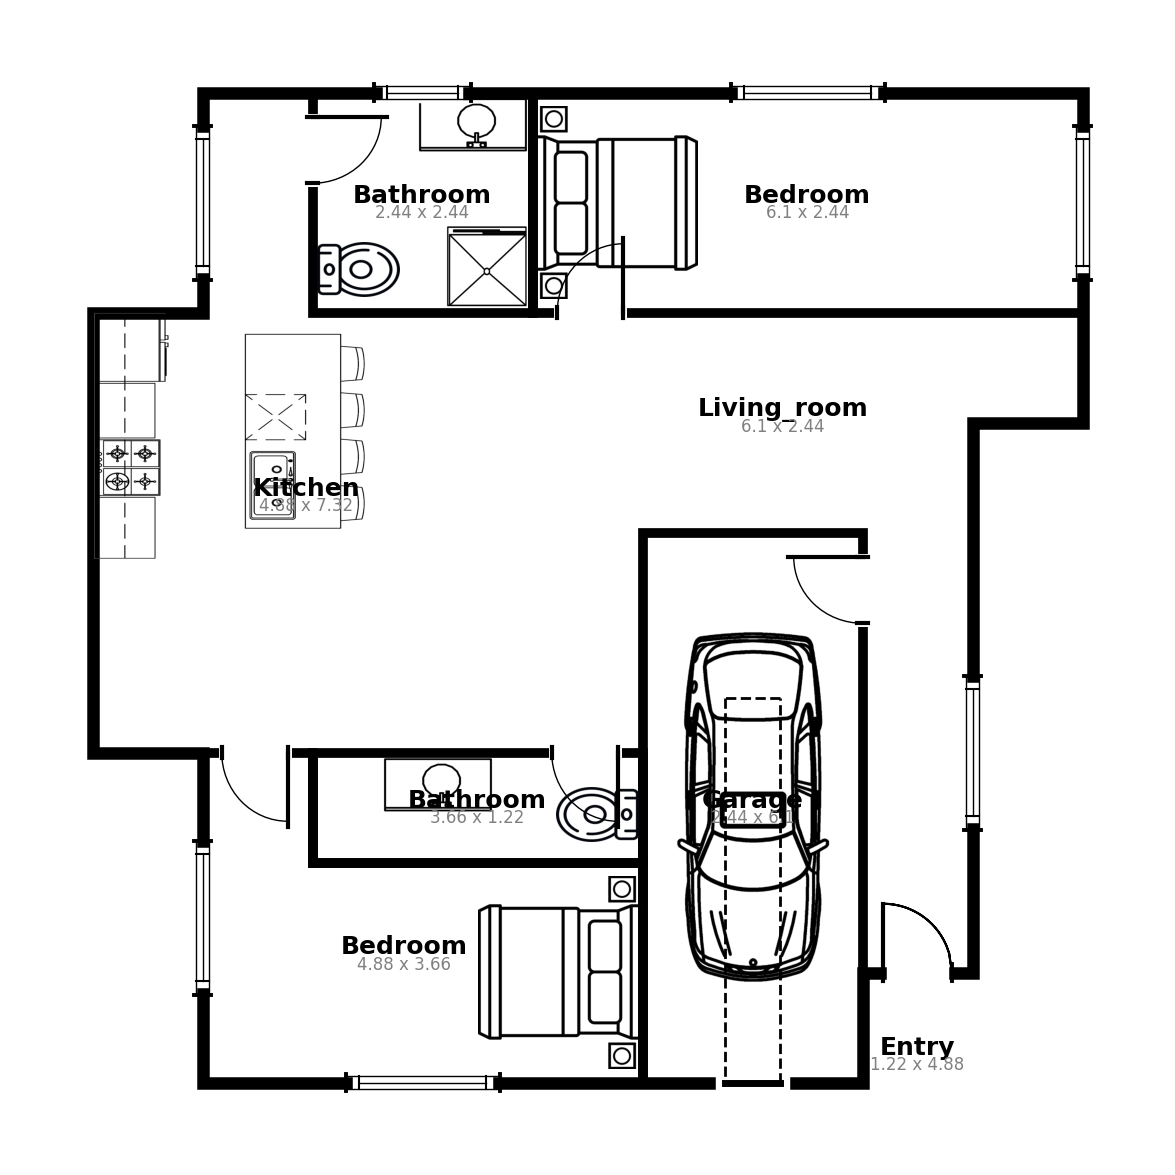 Bathroom
2.44 x 2.44
Bedroom
6.1 x 2.44
Living_room
6.1 x 2.44
Kitchen
4.88 x 7.32
Bathroom
3.66 x 1.22
Garage
2.44 x 6.1
Bedroom
4.88 x 3.66
Entry
1.22 x 4.88